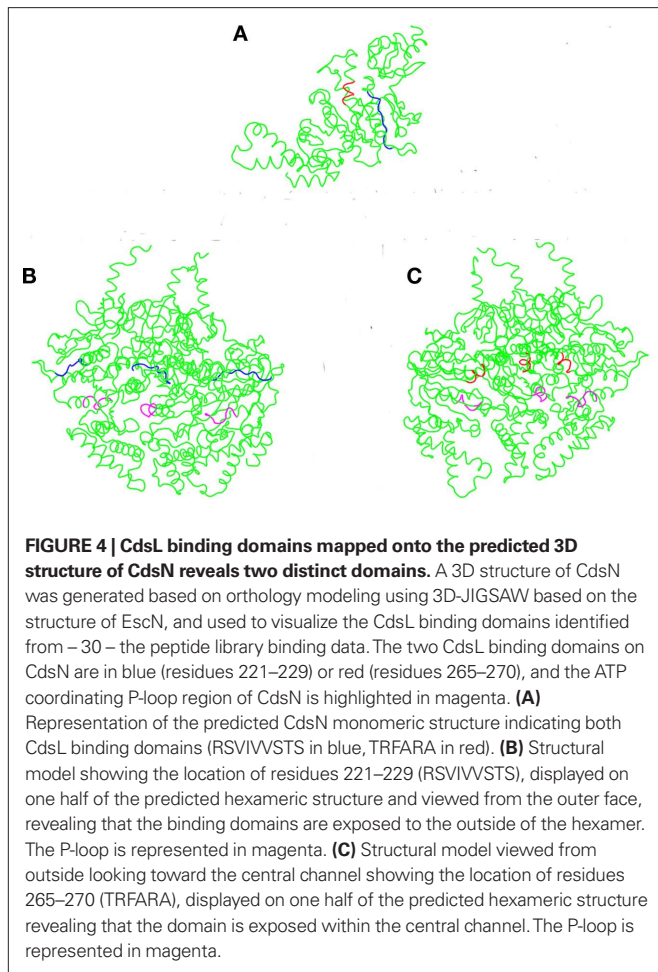 A
B
C
FIGURE 4 | CdsL binding domains mapped onto the predicted 3D
structure of CdsN reveals two distinct domains. A 3D structure of CdsN
was generated based on orthology modeling using 3D-JIGSAW based on the
structure of EscN, and used to visualize the CdsL binding domains identified
from – 30 – the peptide library binding data. The two CdsL binding domains on
CdsN are in blue (residues 221–229) or red (residues 265–270), and the ATP
coordinating P-loop region of CdsN is highlighted in magenta. (A)
Representation of the predicted CdsN monomeric structure indicating both
CdsL binding domains (RSVIVVSTS in blue, TRFARA in red). (B) Structural
model showing the location of residues 221–229 (RSVIVVSTS), displayed on
one half of the predicted hexameric structure and viewed from the outer face,
revealing that the binding domains are exposed to the outside of the hexamer.
The P-loop is represented in magenta. (C) Structural model viewed from
outside looking toward the central channel showing the location of residues
265–270 (TRFARA), displayed on one half of the predicted hexameric structure
revealing that the domain is exposed within the central channel. The P-loop is
represented in magenta.